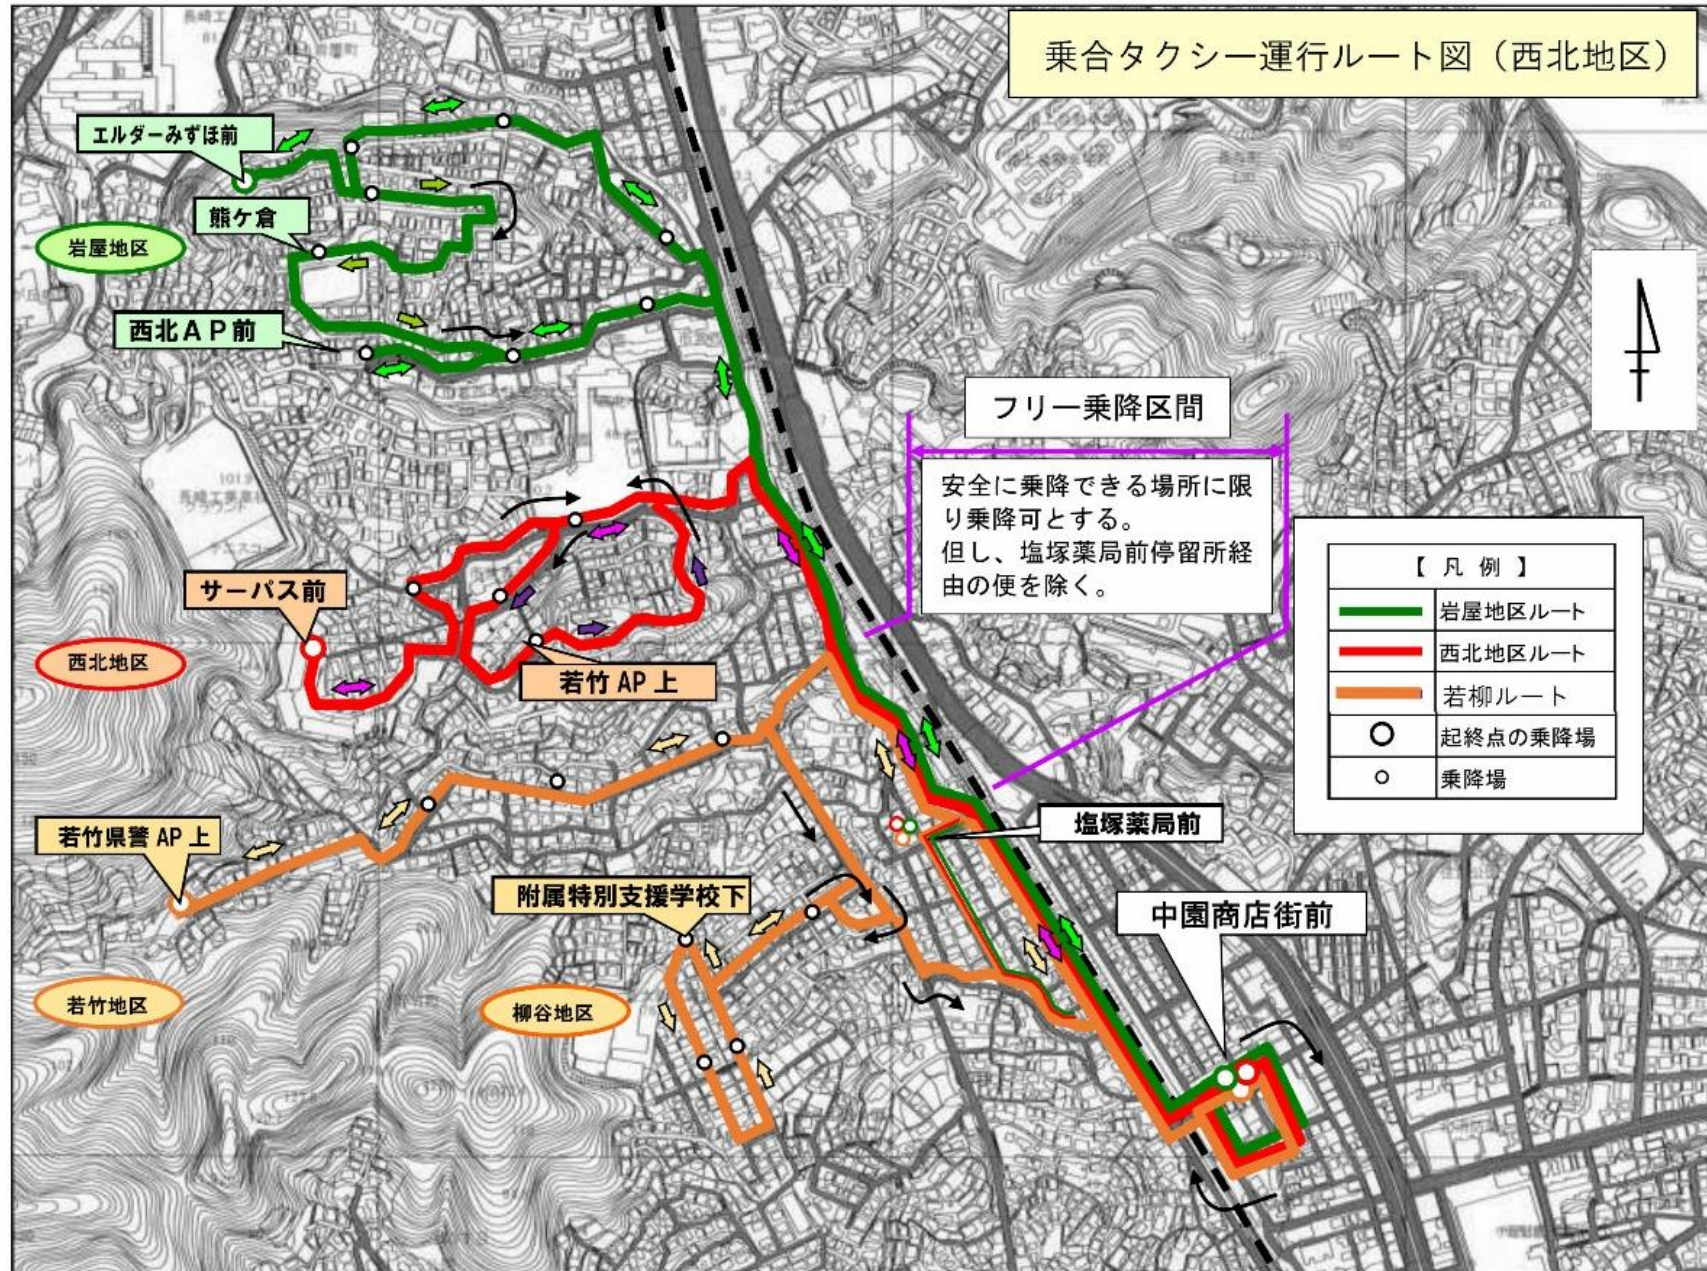 乗合タクシー運行ルート図（西北地区）
エルダーみずほ前
熊ケ倉
岩屋地区
西北ＡＰ前
フリー乗降区間
安全に乗降できる場所に限
り乗降可とする。
但し、塩塚薬局前停留所経
由の便を除く。
【 凡 例 】
岩屋地区ルート
西北地区ルート
若柳ルート
起終点の乗降場
乗降場
サーパス前
西北地区
若竹 AP 上
塩塚薬局前
若竹県警 AP 上
附属特別支援学校下
中園商店街前
若竹地区
柳谷地区